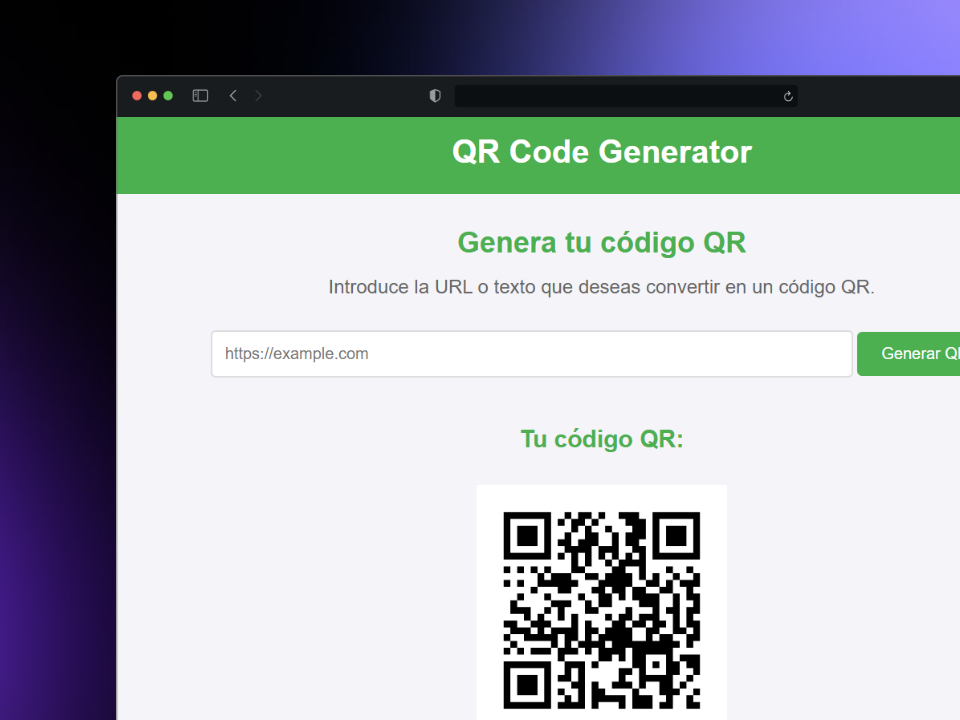 QR Code Generator
Genera tu código QR
Introduce la URL o texto que deseas convertir en un código QR.
https://example.com
Generar
Tu código QR: